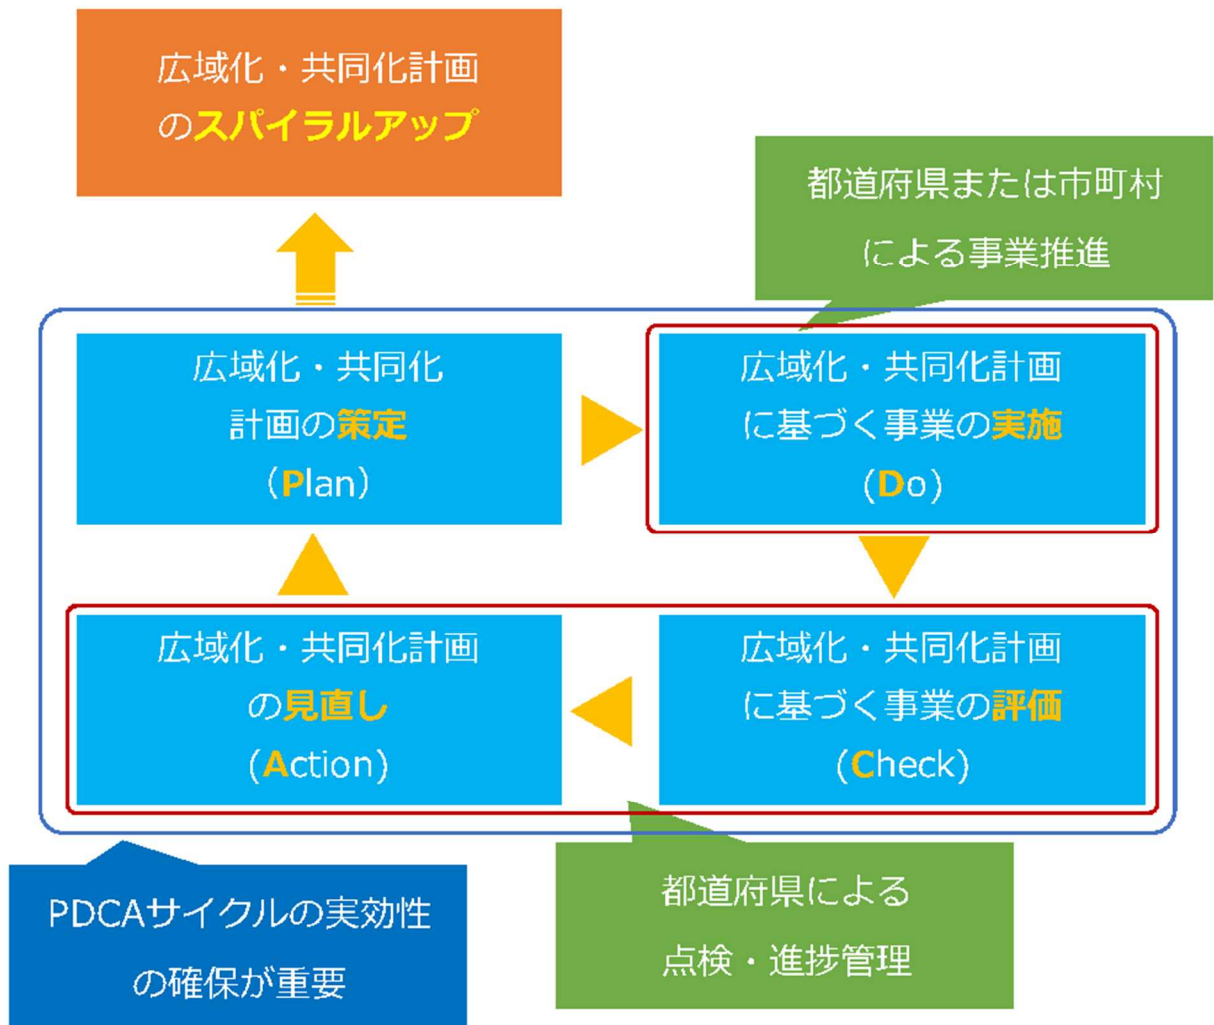 広域化・共同化計画
のスパイラルアップ
都道府県または市町村
による事業推進
広域化・共同化
計画の策定
（Plan）
広域化・共同化計画
に基づく事業の実施
(Do)
広域化・共同化計画
の見直し
(Action)
広域化・共同化計画
に基づく事業の評価
(Check)
PDCAサイクルの実効性
の確保が重要
都道府県による
点検・進捗管理